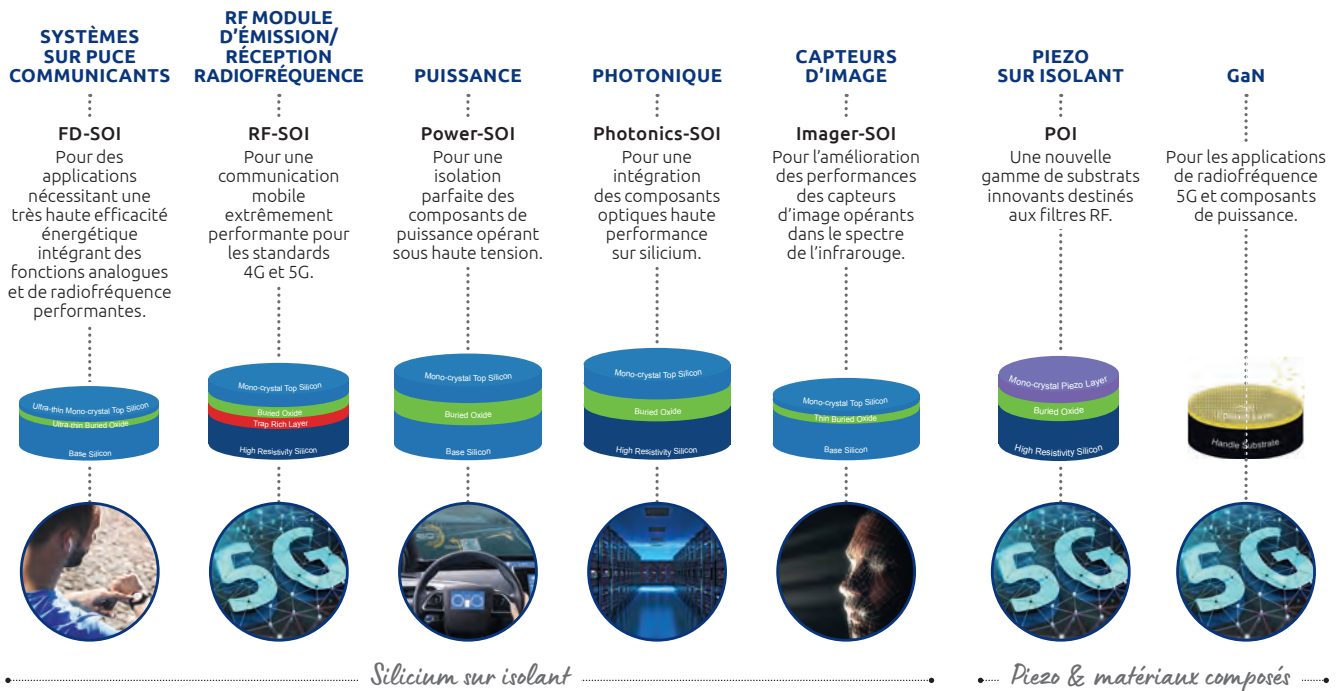 SYSTÈMES
SUR PUCE
COMMUNICANTS
FD-SOI
Pour des
applications
nécessitant une
très haute efficacité
énergétique
intégrant des
fonctions analogues
et de radiofréquence
performantes.
Ultra-thin Mono-crystal Top Silicon
Ultra-thin Buried Oxide
Base Silicon
RF MODULE
D'ÉMISSION/
RÉCEPTION
RADIOFRÉQUENCE
RF-SOI
Pour une
communication
mobile
extrêmement
performante pour
les standards
4G et 5G.
Mono-crystal Top Silicon
Buried Oxide
Trap Rich Layer
High Resistivity Silicon
5G
PUISSANCE
Power-SOI
Pour une
isolation
parfaite des
composants de
puissance opérant
sous haute tension.
Mono-crystal Top Silicon
Buried Oxide
Base Silicon
PHOTONIQUE
Photonics-SOI
Pour une
intégration
des composants
optiques haute
performance
sur silicium.
Mono-crystal Top Silicon
Buried Oxide
High Resistivity Silicon
CAPTEURS
D'IMAGE
Imager-SOI
Pour l'amélioration
des performances
des capteurs
d'image opérants
dans le spectre
de l'infrarouge.
Mono-crystal Top Silicon
Thin Buried Oxide
Base Silicon
Silicium sur isolant
PIEZO
SUR ISOLANT
POI
Une nouvelle
gamme de substrats
innovants destinés
aux filtres RF.
Mono-crystal Piezo Layer
Buried Oxide
High Resistivity Silicon
5G
GaN
Pour les applications
de radiofréquence
5G et composants
de puissance.
Handle Substrate
5G
Piezo & matériaux composés